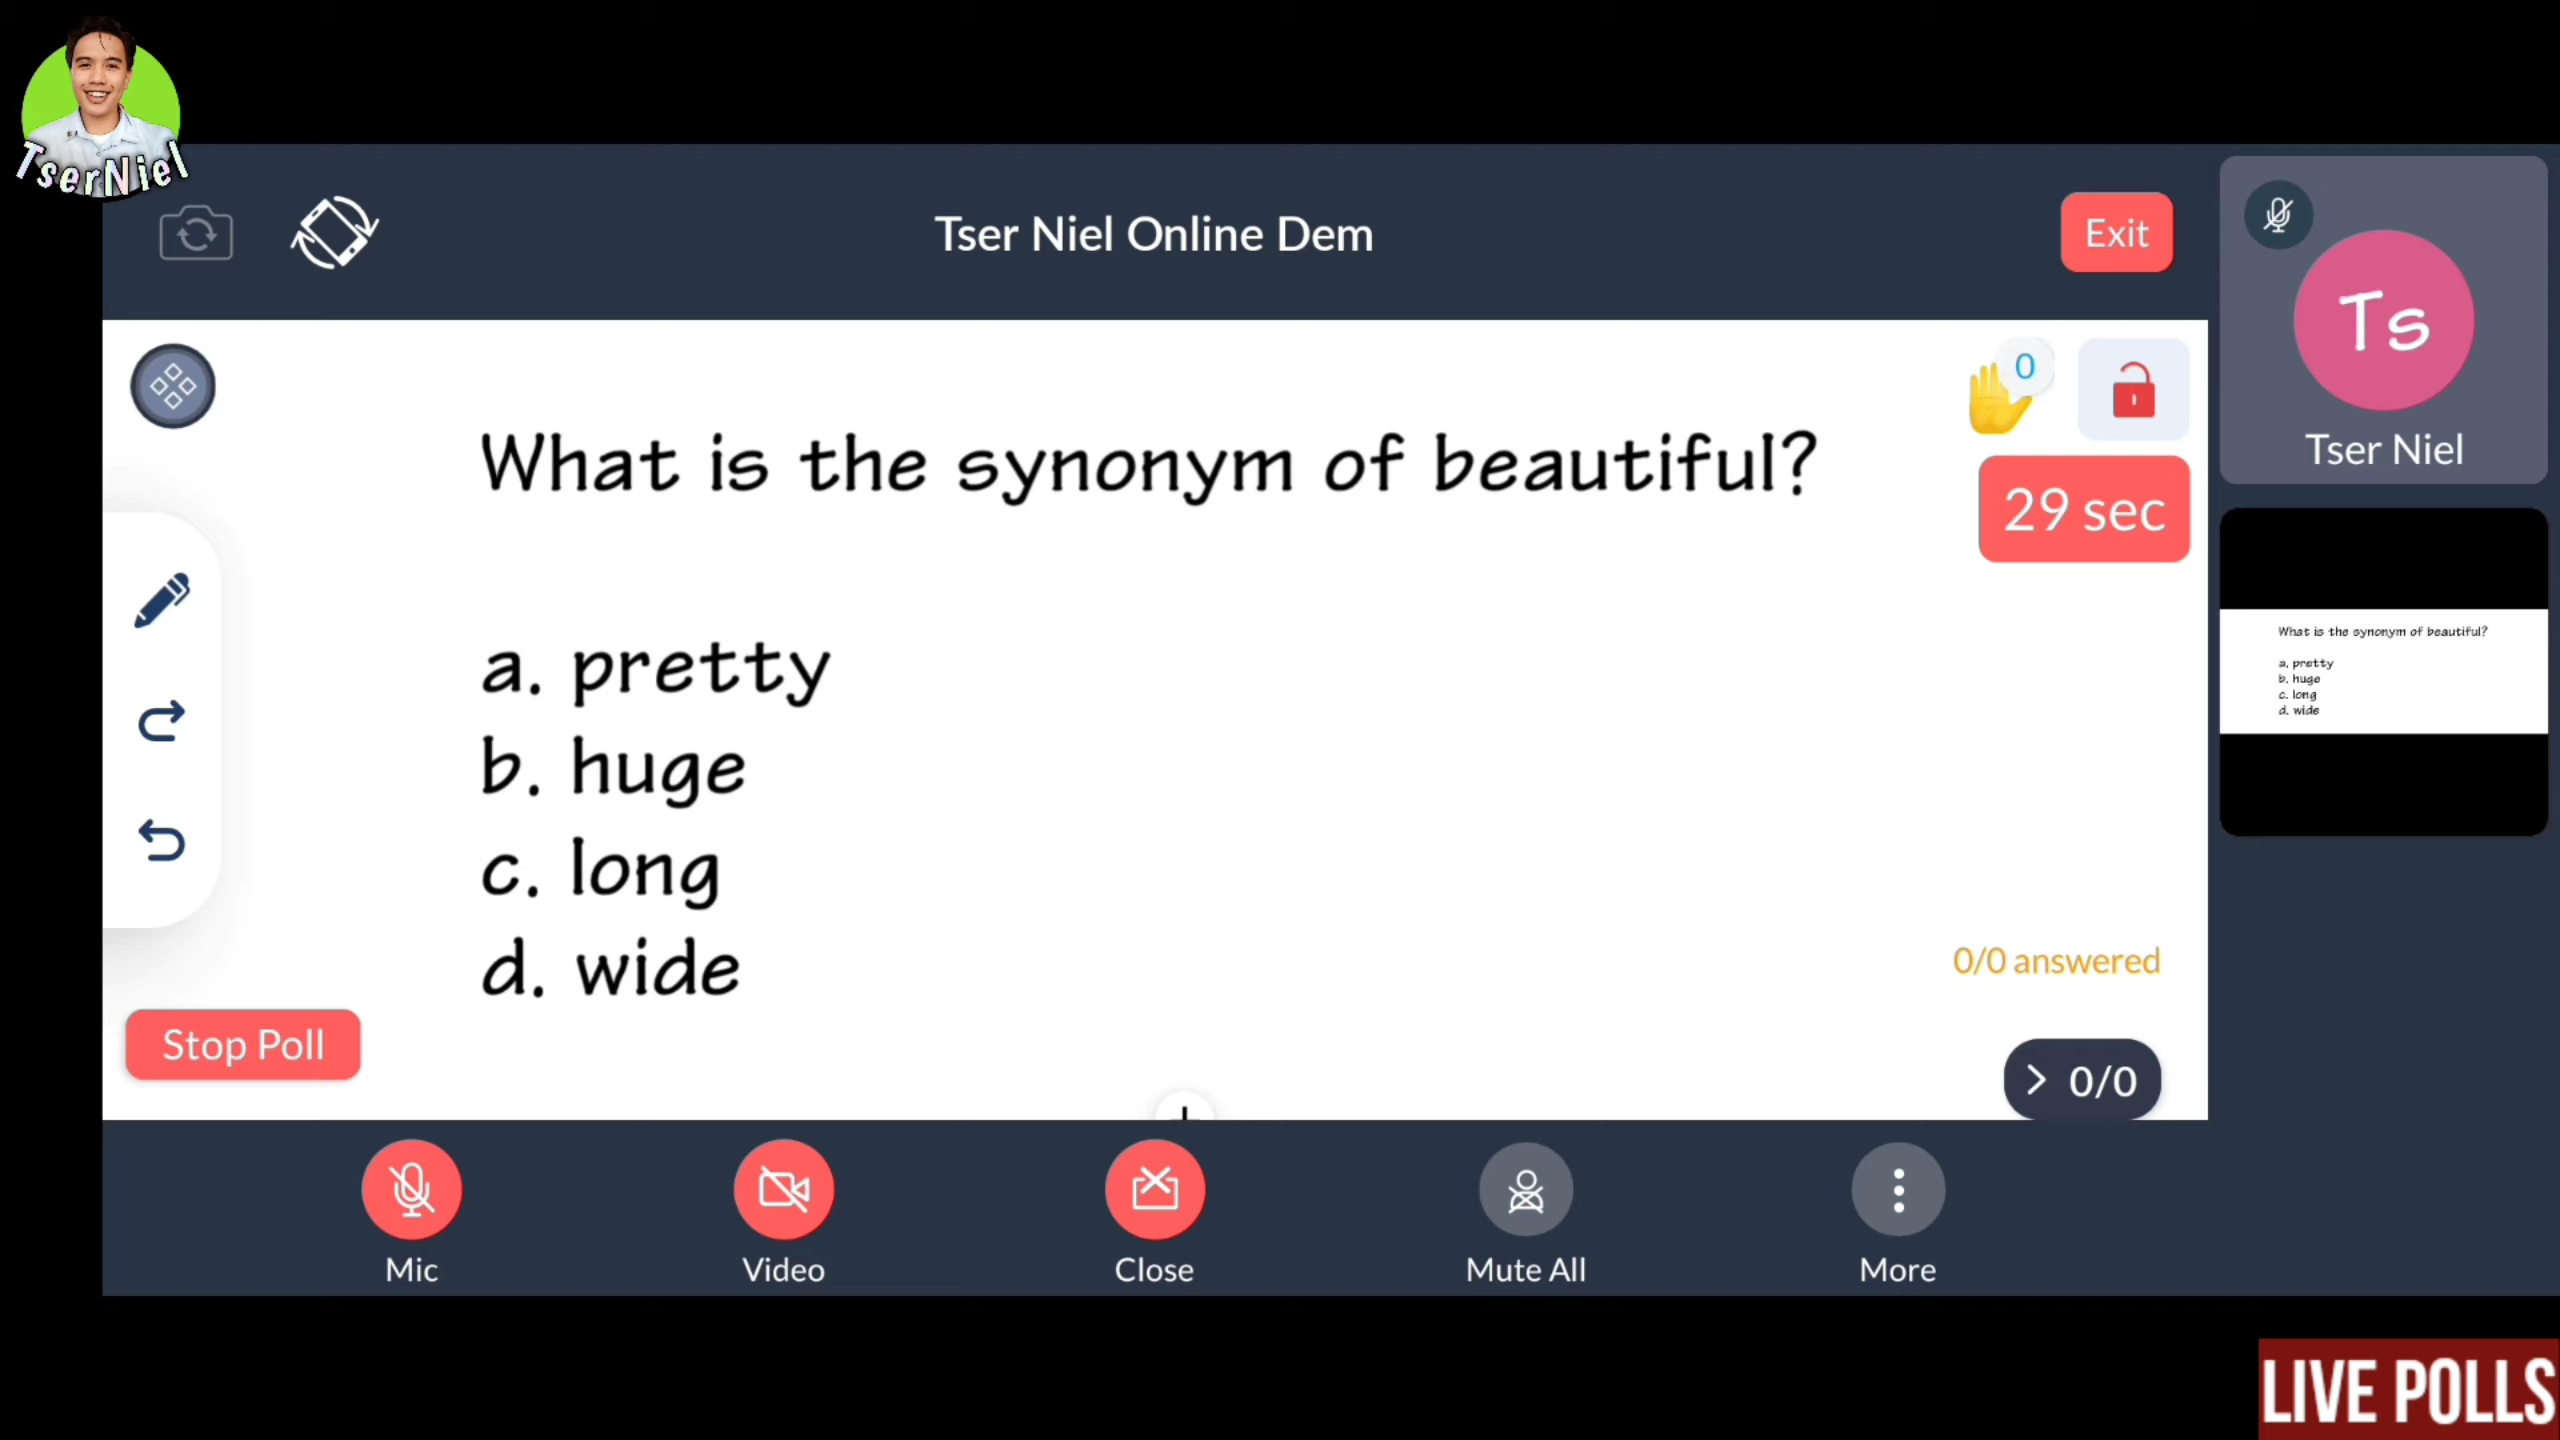 TserNiel
Tser Niel Online Dem
Exit
Ts
Tser Niel
0
What is the synonym of beautiful?
29 sec
a. pretty
b. huge
c. long
d. wide
What is the synonym of beautiful?
a. pretty
b. huge
c. long
d. wide
0/0 answered
Stop Poll
> 0/0
Mic
Video
Close
Mute All
More
LIVE POLLS